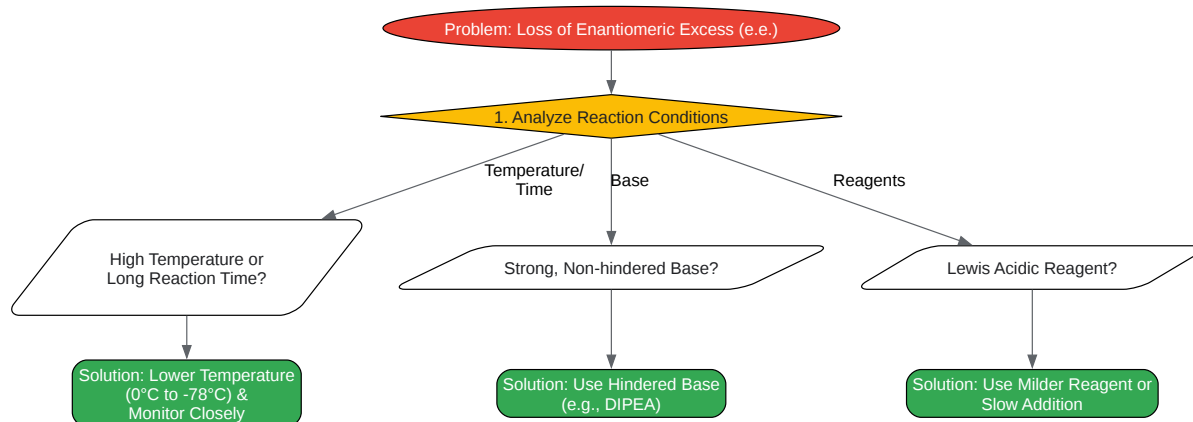 Problem: Loss of Enantiomeric Excess (e.e.)
1. Analyze Reaction Conditions
Temperature/
Time
Base
Reagents
High Temperature or
Long Reaction Time?
Strong, Non-hindered Base?
Lewis Acidic Reagent?
Solution: Lower Temperature
(0°C to -78°C) &
Monitor Closely
Solution: Use Hindered Base
(e.g., DIPEA)
Solution: Use Milder Reagent or
Slow Addition